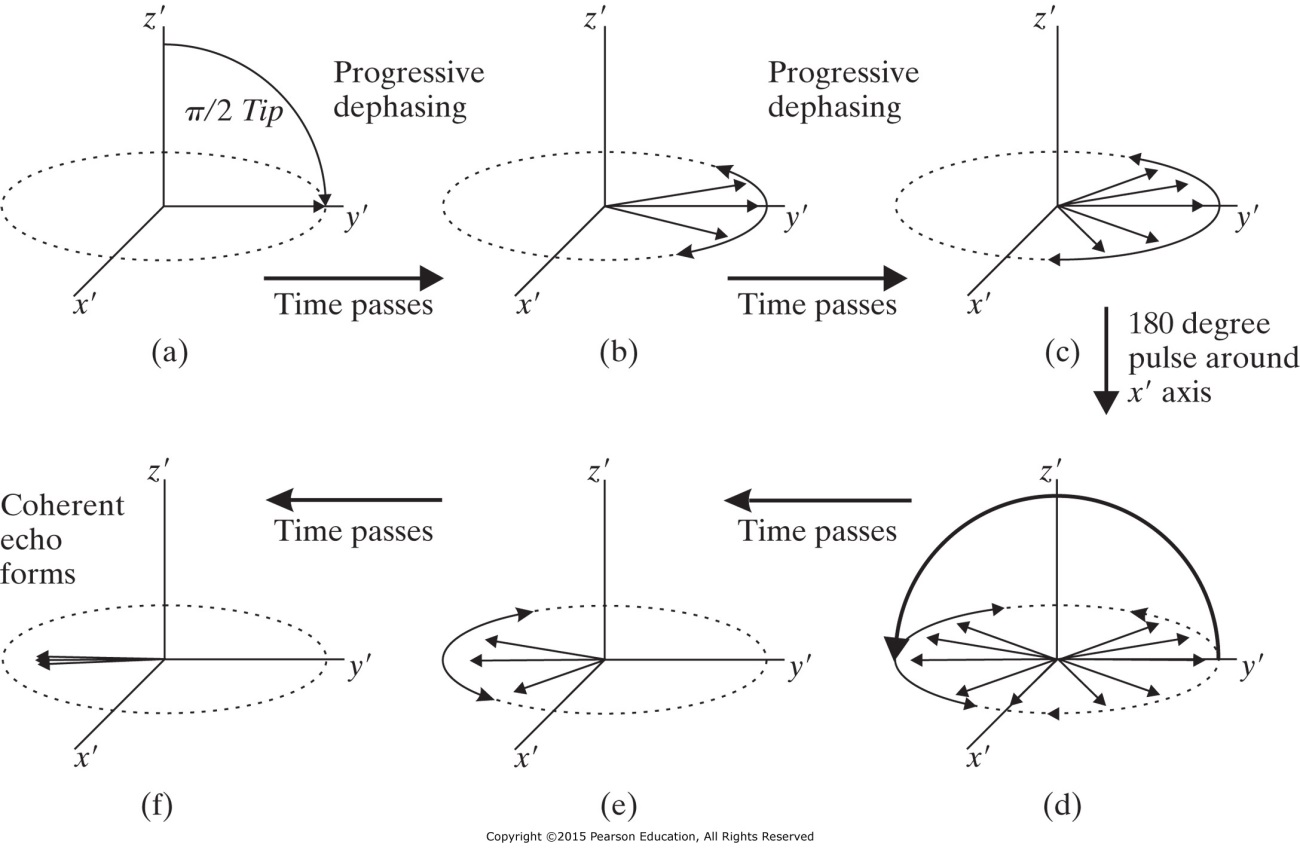 z′
π/2 Tip
y′
x′
(a)
Progressive
dephasing
Time passes
z′
y′
x′
(b)
Progressive
dephasing
Time passes
z′
y′
x′
(c)
180 degree
pulse around
x′ axis
Coherent
echo
forms
z′
y′
x′
(f)
Time passes
z′
y′
x′
(e)
Time passes
z′
y′
x′
(d)
Copyright ©2015 Pearson Education, All Rights Reserved